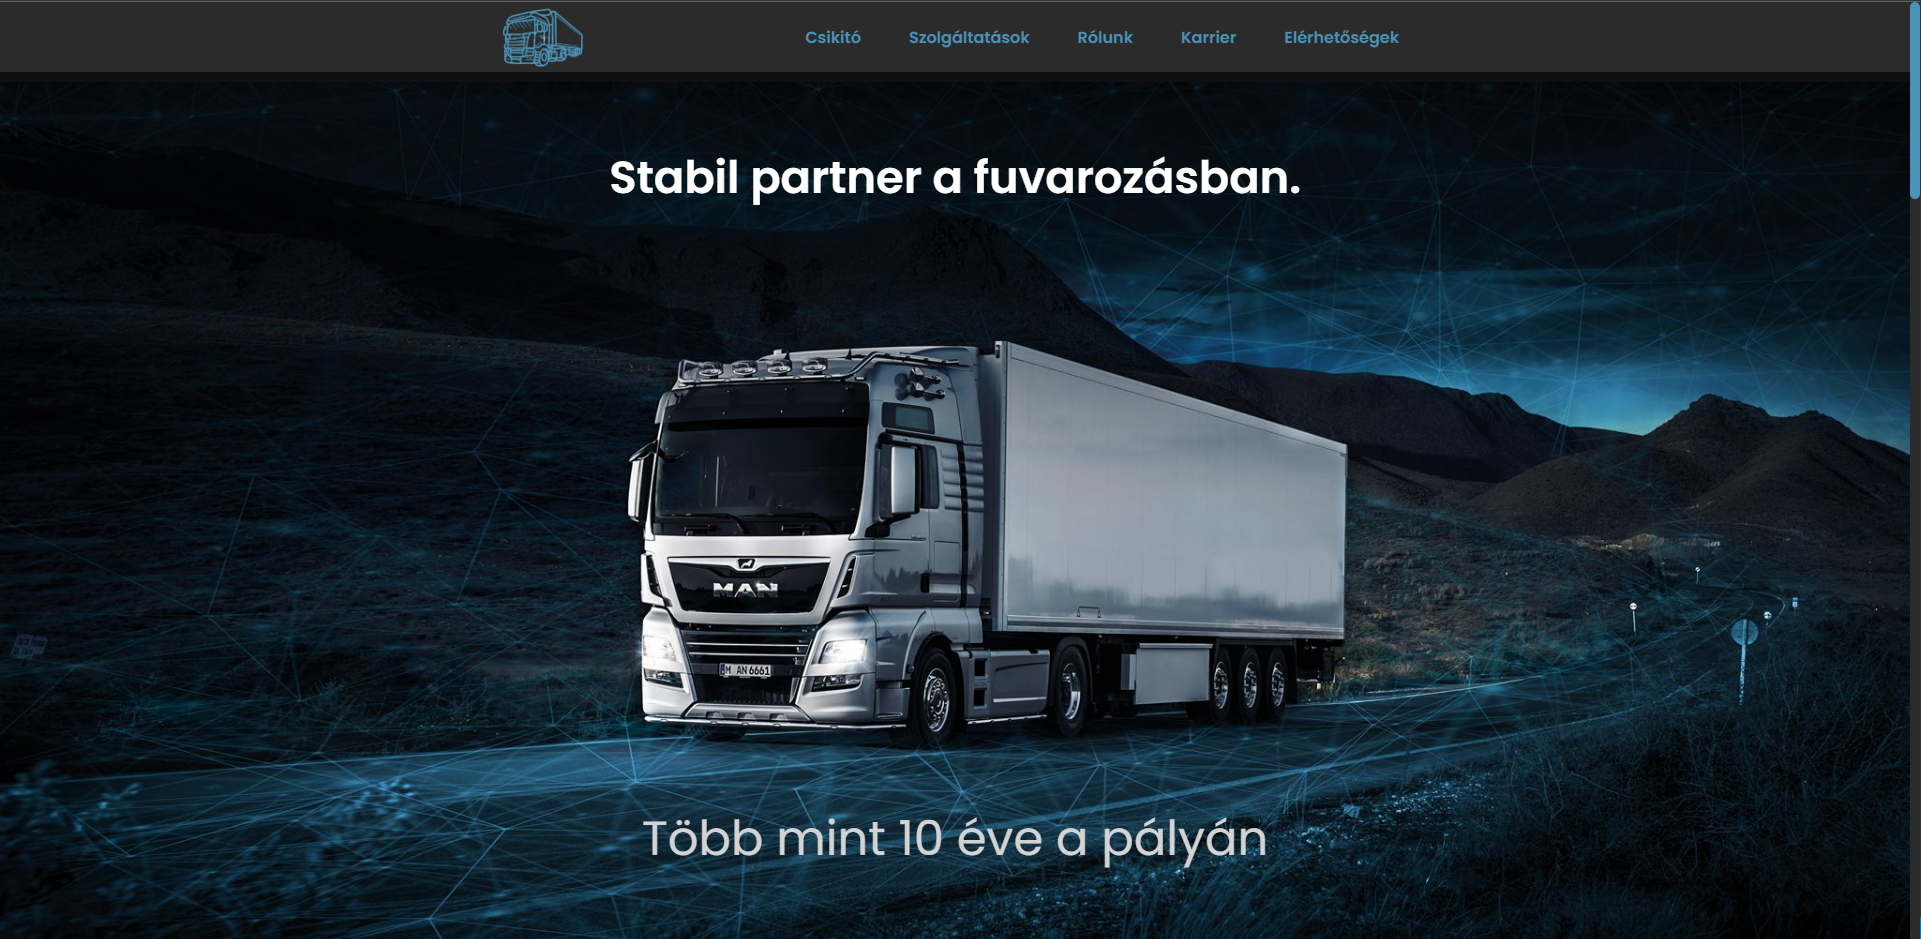 Csikitó Szolgáltatások Rólunk Karrier Elérhetőségek
Stabil partner a fuvarozásban.
MAN
M AN 6661
Több mint 10 éve a pályán